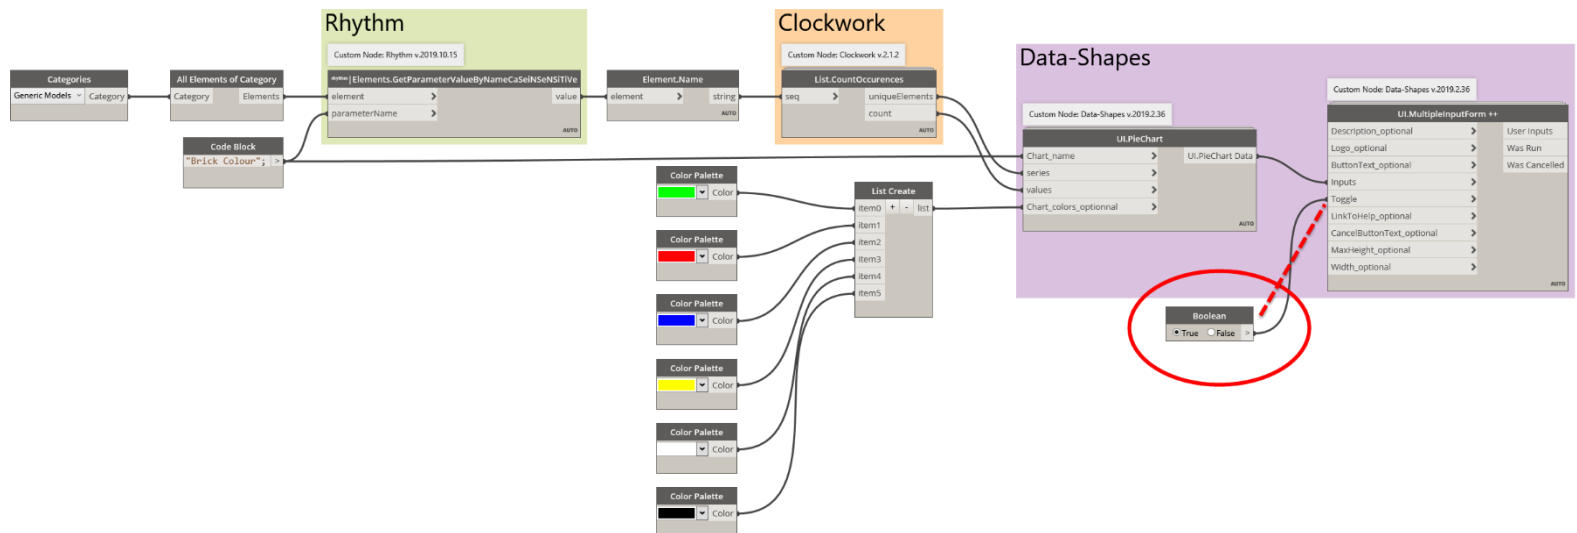 Rhythm
Custom Node: Rhythm v.2019.10.15
Clockwork
Custom Node: Clockwork v.2.1.2
Data-Shapes
Custom Node: Data-Shapes v.2019.2.36
Custom Node: Data-Shapes v.2019.2.36
Categories
Generic Models Category
All Elements of Category
Category Elements
rhythm|Elements.GetParameterValueByNameCaSeiNSeNSiTiVe
element > value
parameterName >
AUTO
Element.Name
element > string
AUTO
List.CountOccurences
seq > uniqueElements
count
AUTO
Code Block
"Brick Colour"; >
UI.PieChart
Chart_name > UI.PieChart Data
series >
values >
Chart_colors_optionnal >
AUTO
UI.MultipleInputForm ++
Description_optional > User Inputs
Logo_optional > Was Run
ButtonText_optional > Was Cancelled
Inputs >
Toggle >
LinkToHelp_optional >
CancelButtonText_optional >
MaxHeight_optional >
Width_optional >
AUTO
Color Palette
Color
Color Palette
Color
Color Palette
Color
Color Palette
Color
Color Palette
Color
Color Palette
Color
List Create
item0 + - list
item1
item2
item3
item4
item5
Boolean
True False >